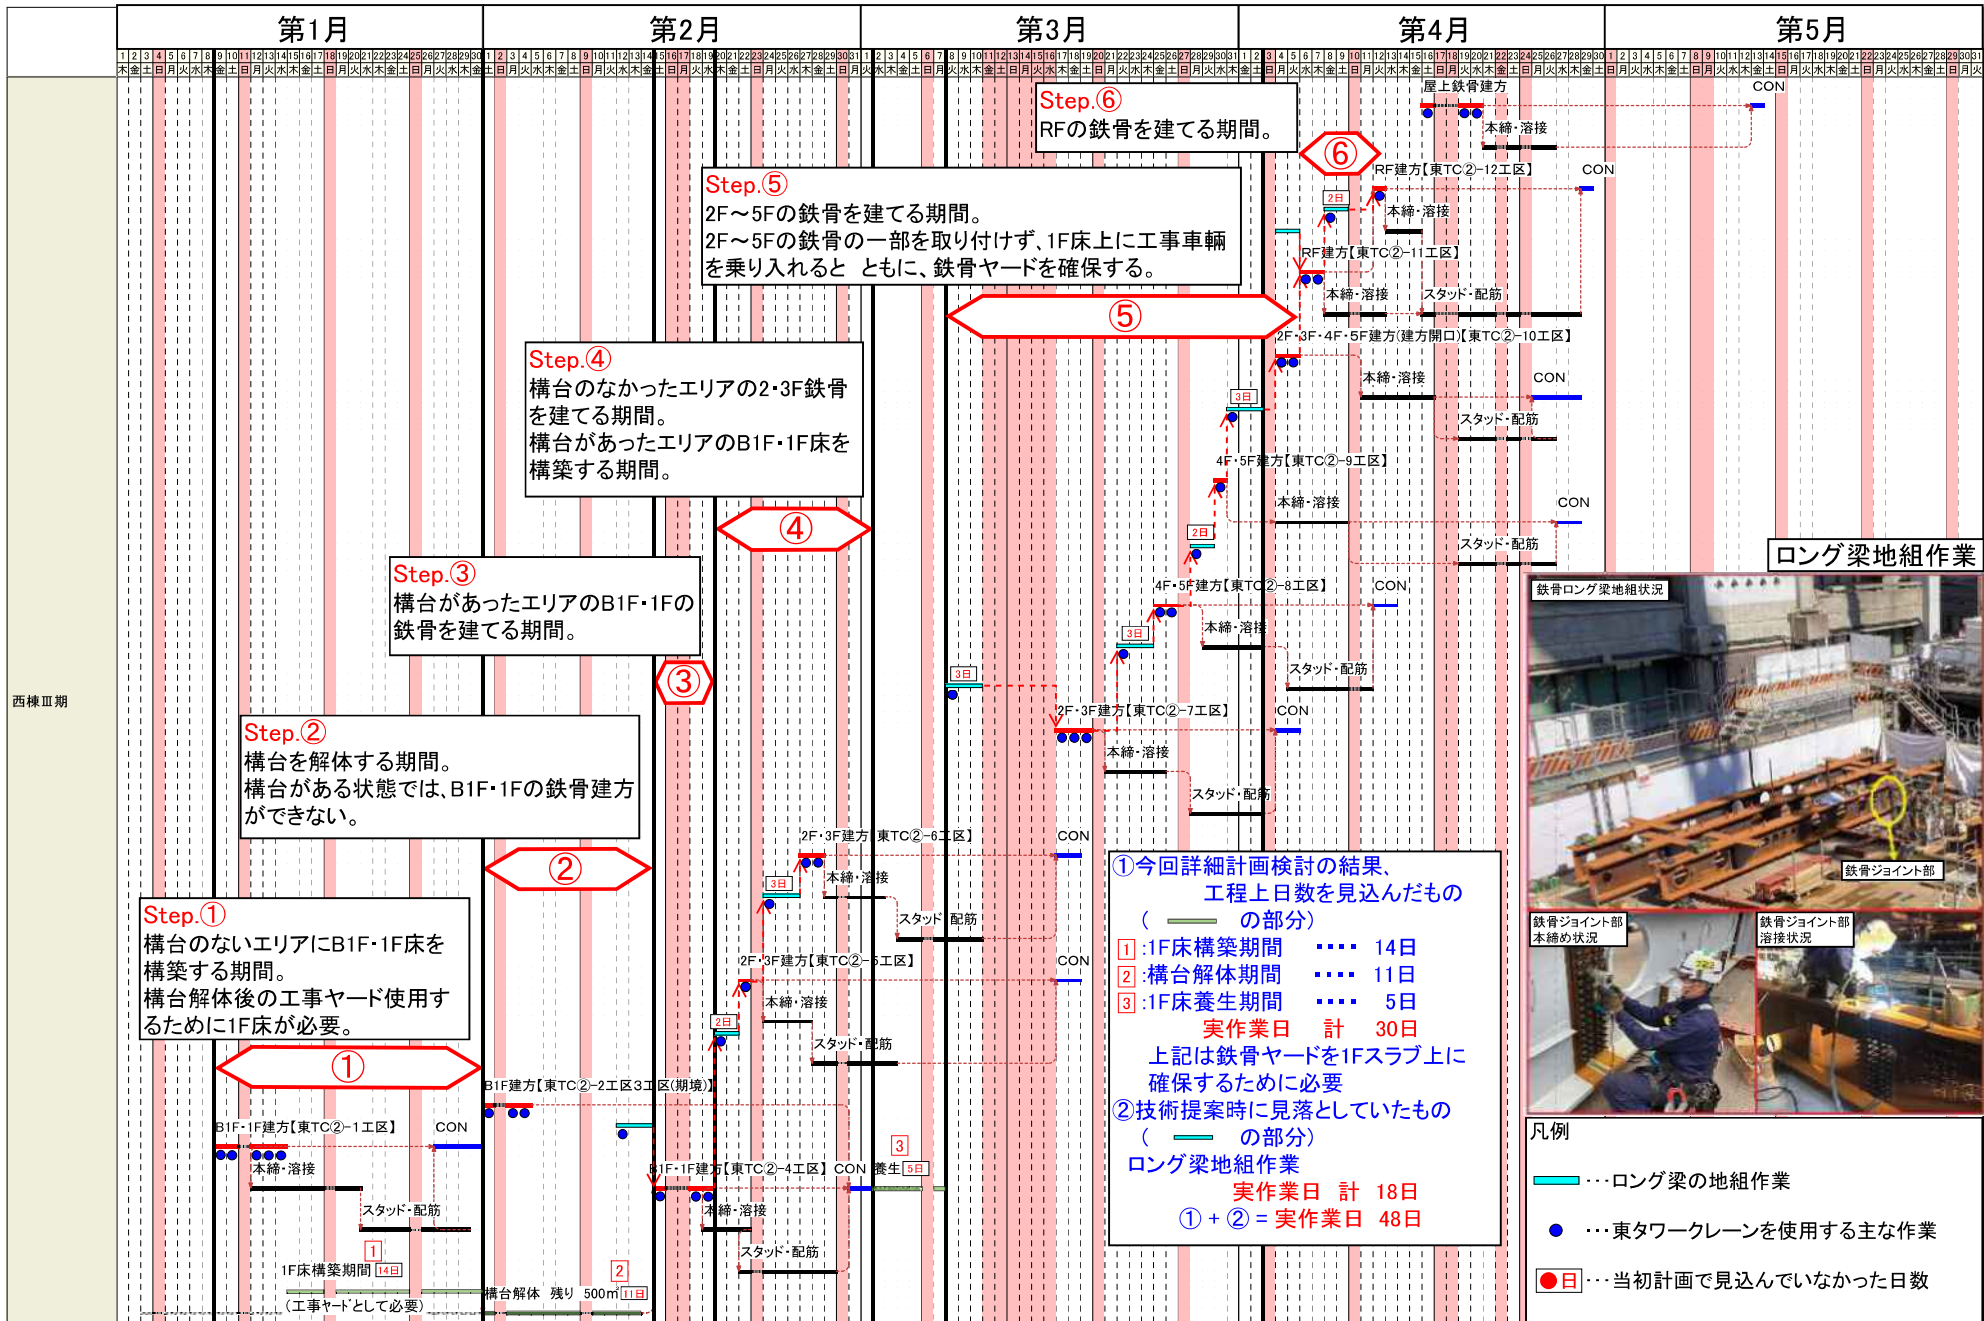 第1月 第2月 第3月 第4月 第5月
西棟Ⅲ期
Step.⑥
RFの鉄骨を建てる期間。
⑥
屋上鉄骨建方
CON
本締・溶接
RF建方【東TC②-12工区】
CON
2日
本締・溶接
RF建方【東TC②-11工区】
本締・溶接
スタッド・配筋
Step.⑤
2F～5Fの鉄骨を建てる期間。
2F～5Fの鉄骨の一部を取り付けず、1F床上に工事車輌
を乗り入れると ともに、鉄骨ヤードを確保する。
⑤
2F・3F・4F・5F建方(建方開口)【東TC②-10工区】
本締・溶接
CON
3日
スタッド・配筋
Step.④
構台のなかったエリアの2・3F鉄骨
を建てる期間。
構台があったエリアのB1F・1F床を
構築する期間。
④
4F・5F建方【東TC②-9工区】
本締・溶接
CON
2日
スタッド・配筋
Step.③
構台があったエリアのB1F・1Fの
鉄骨を建てる期間。
③
4F・5F建方【東TC②-8工区】
CON
3日
本締・溶接
スタッド・配筋
3日
2F・3F建方【東TC②-7工区】
CON
本締・溶接
スタッド・配筋
Step.②
構台を解体する期間。
構台がある状態では、B1F・1Fの鉄骨建方
ができない。
②
2F・3F建方【東TC②-6工区】
CON
3日
本締・溶接
スタッド・配筋
2F・3F建方【東TC②-5工区】
CON
2日
本締・溶接
スタッド・配筋
Step.①
構台のないエリアにB1F・1F床を
構築する期間。
構台解体後の工事ヤード使用す
るために1F床が必要。
①
B1F建方【東TC②-2工区3工区(期境)】
B1F・1F建方【東TC②-1工区】
CON
本締・溶接
スタッド・配筋
1
1F床構築期間 14日
(工事ヤードとして必要)
2
構台解体 残り 500㎡ 11日
B1F・1F建方【東TC②-4工区】
CON
3
養生 5日
本締・溶接
スタッド・配筋
①今回詳細計画検討の結果、
工程上日数を見込んだもの
( の部分)
1:1F床構築期間 ・・・・ 14日
2:構台解体期間 ・・・・ 11日
3:1F床養生期間 ・・・・ 5日
実作業日 計 30日
上記は鉄骨ヤードを1Fスラブ上に
確保するために必要
②技術提案時に見落としていたもの
( の部分)
ロング梁地組作業
実作業日 計 18日
①+②=実作業日 48日
ロング梁地組作業
鉄骨ロング梁地組状況
鉄骨ジョイント部
鉄骨ジョイント部
本締め状況
鉄骨ジョイント部
溶接状況
凡例
・・・ロング梁の地組作業
・・・東タワークレーンを使用する主な作業
●日・・・当初計画で見込んでいなかった日数